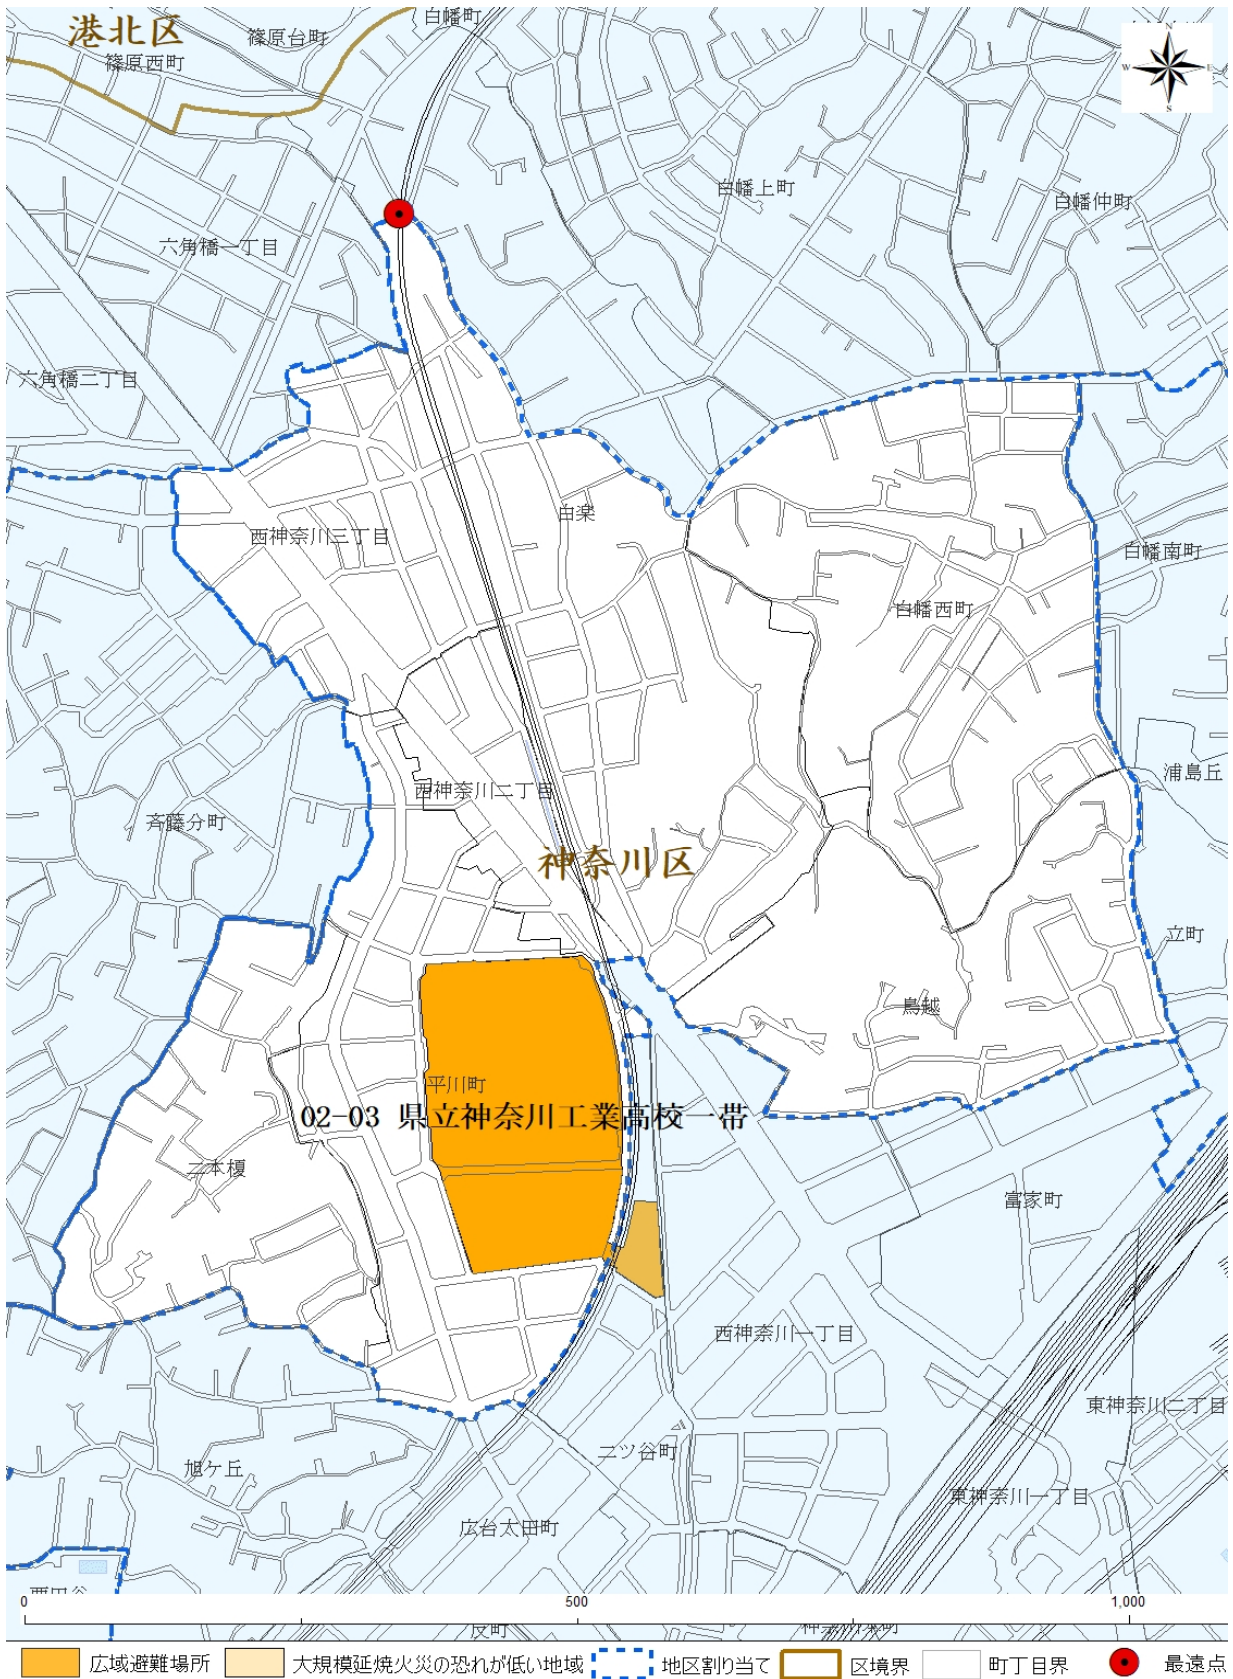 港北区
白幡町
篠原台町
篠原西町
N
W
E
S
白幡上町
白幡仲町
六角橋一丁目
六角橋二丁目
白楽
西神奈川三丁目
白幡南町
白幡西町
浦島丘
西神奈川二丁目
斉藤分町
神奈川区
立町
鳥越
平川町
02-03 県立神奈川工業高校一帯
二本榎
富家町
西神奈川一丁目
東神奈川二丁目
二ツ谷町
旭ケ丘
東神奈川一丁目
広台太田町
0
500
1,000
反町
広域避難場所
大規模延焼火災の恐れが低い地域
地区割り当て
区境界
町丁目界
最遠点